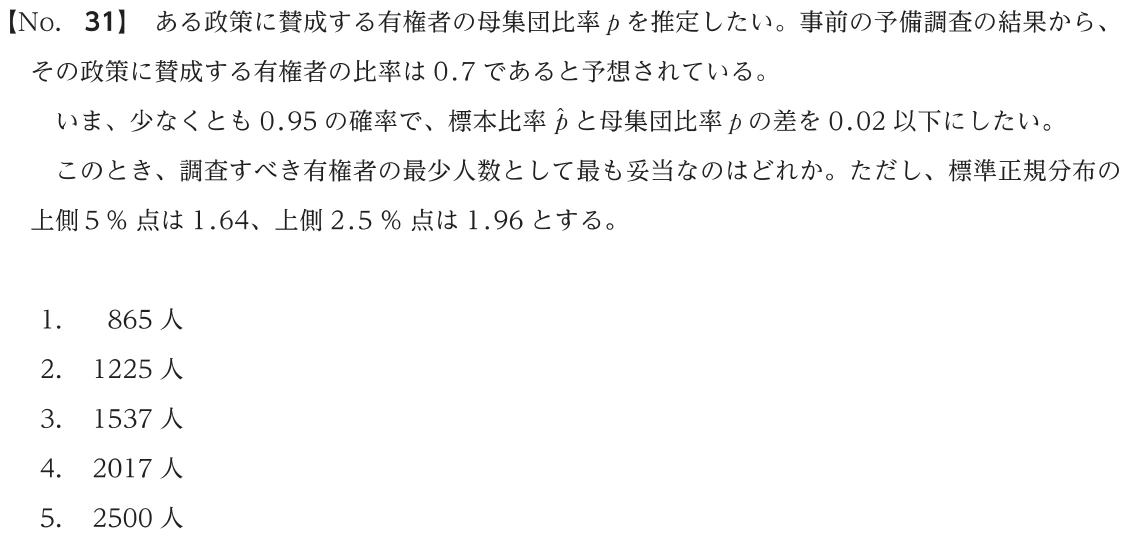 【No. 31】 ある政策に賛成する有権者の母集団比率 p を推定したい。事前の予備調査の結果から、
その政策に賛成する有権者の比率は 0.7 であると予想されている。
いま、少なくとも 0.95 の確率で、標本比率 p̂ と母集団比率 p の差を 0.02 以下にしたい。
このとき、調査すべき有権者の最少人数として最も妥当なのはどれか。ただし、標準正規分布の
上側 5 % 点は 1.64、上側 2.5 % 点は 1.96 とする。
1. 865 人
2. 1225 人
3. 1537 人
4. 2017 人
5. 2500 人